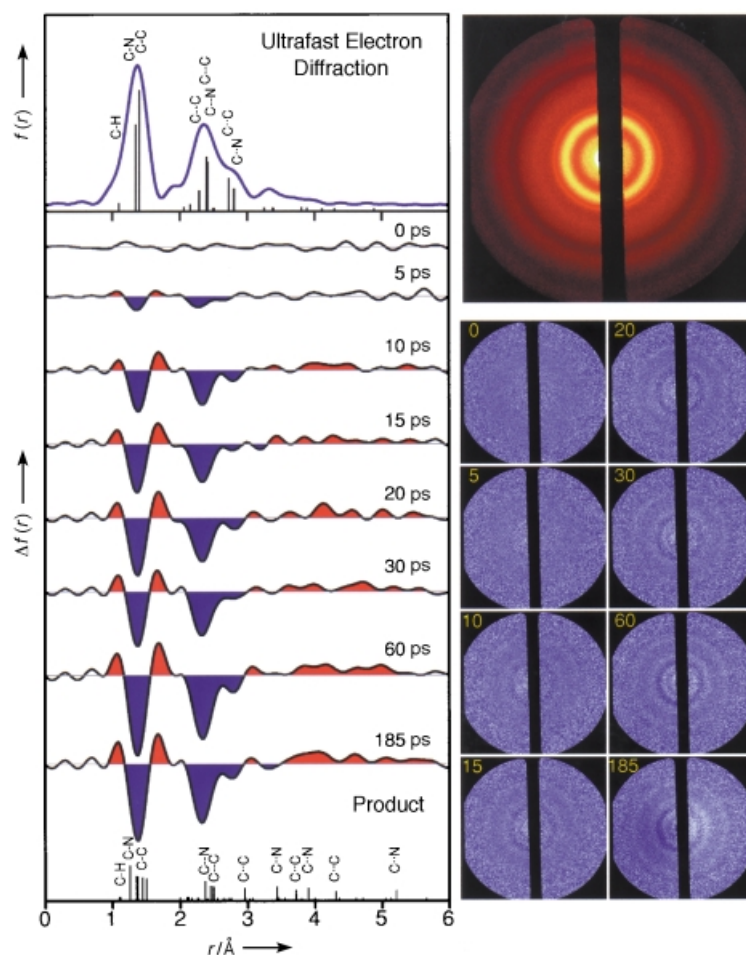 Ultrafast Electron
Diffraction
f (r)
C-H
C-N
C-C
C··C
C··N
C··C
C··C
C··N
0 ps
5 ps
10 ps
15 ps
20 ps
30 ps
60 ps
185 ps
Δf (r)
Product
C-H
C-N
C-C
C··N
C··C
C··C
C··N
C··C
C··N
C··C
C··N
0 1 2 3 4 5 6
r/Å
0
20
5
30
10
60
15
185